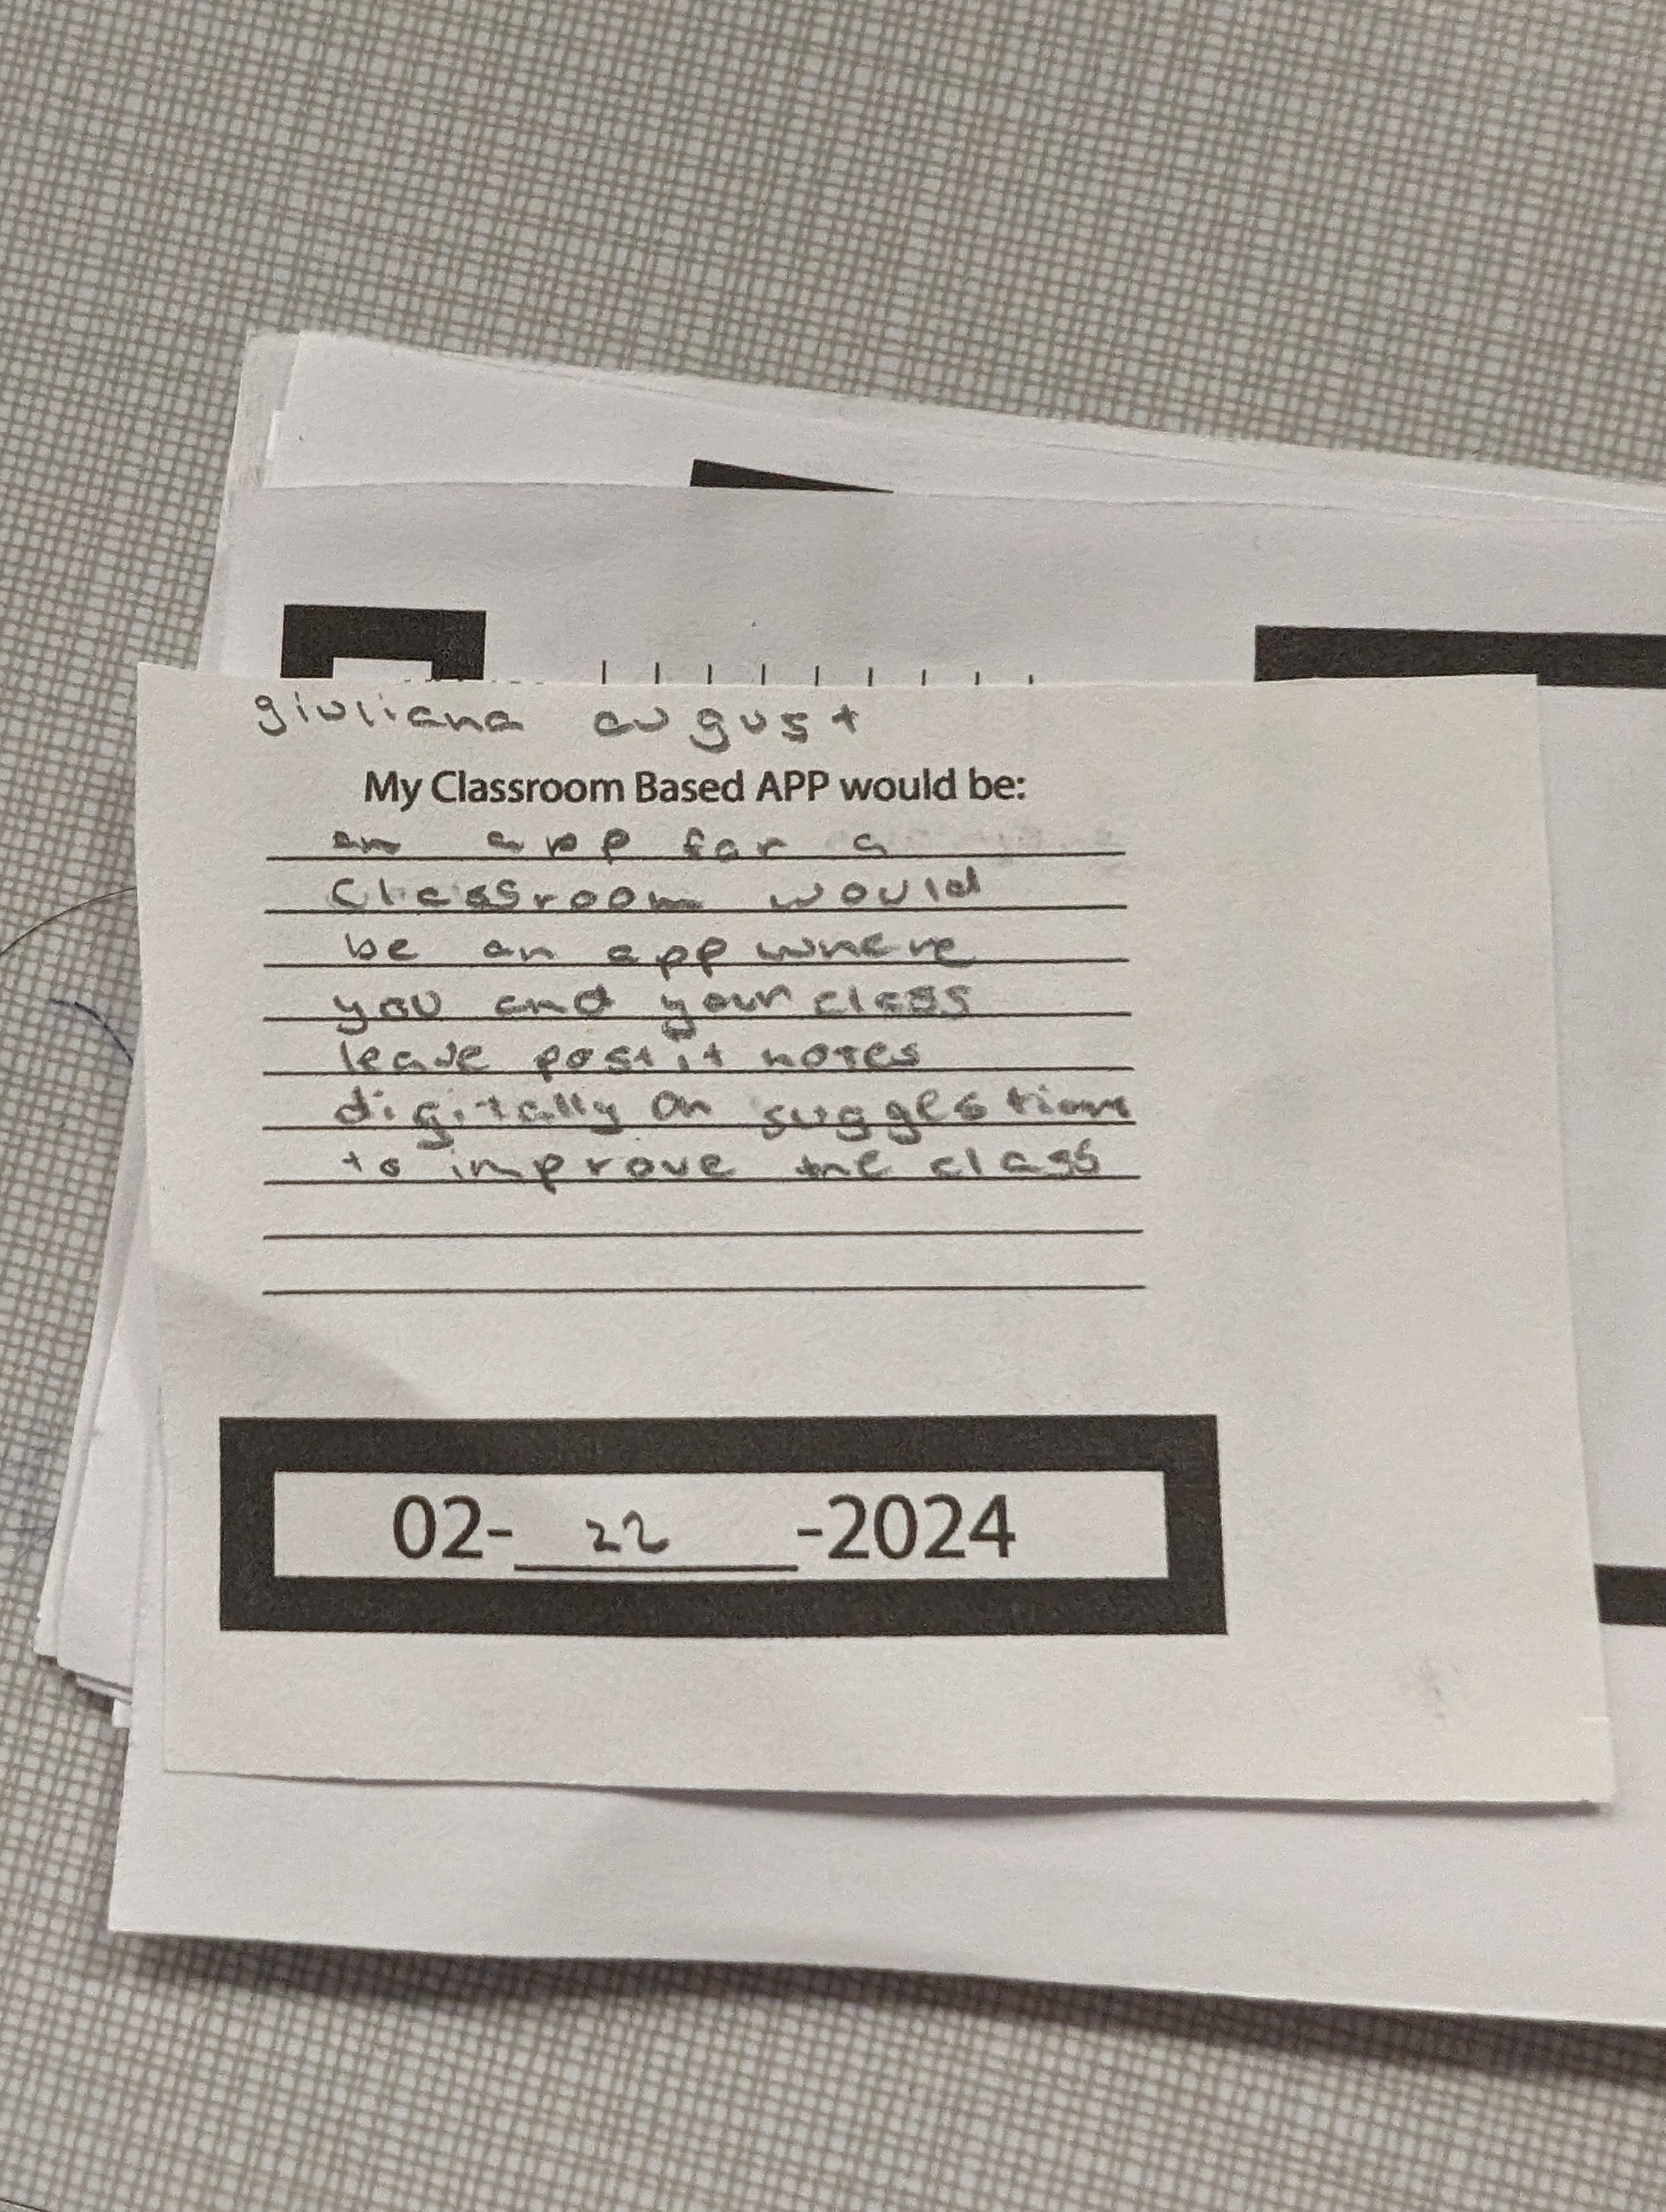 giuliana august
My Classroom Based APP would be:
an app for a
Classroom would
be an app where
you and your class
leave post it notes
digitally on suggestions
to improve the class
02- 22 -2024